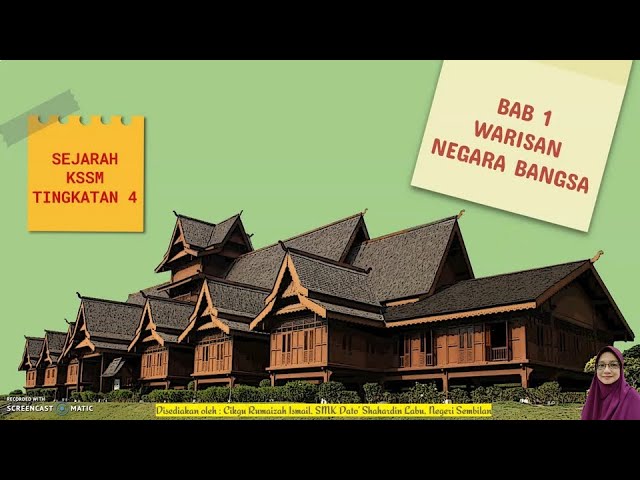 SEJARAH
KSSM
TINGKATAN 4
BAB 1
WARISAN
NEGARA BANGSA
RECORDED WITH
SCREENCAST MATIC
Disediakan oleh : Cikgu Rumaizah Ismail, SMK Dato' Shahardin Labu, Negeri Sembilan